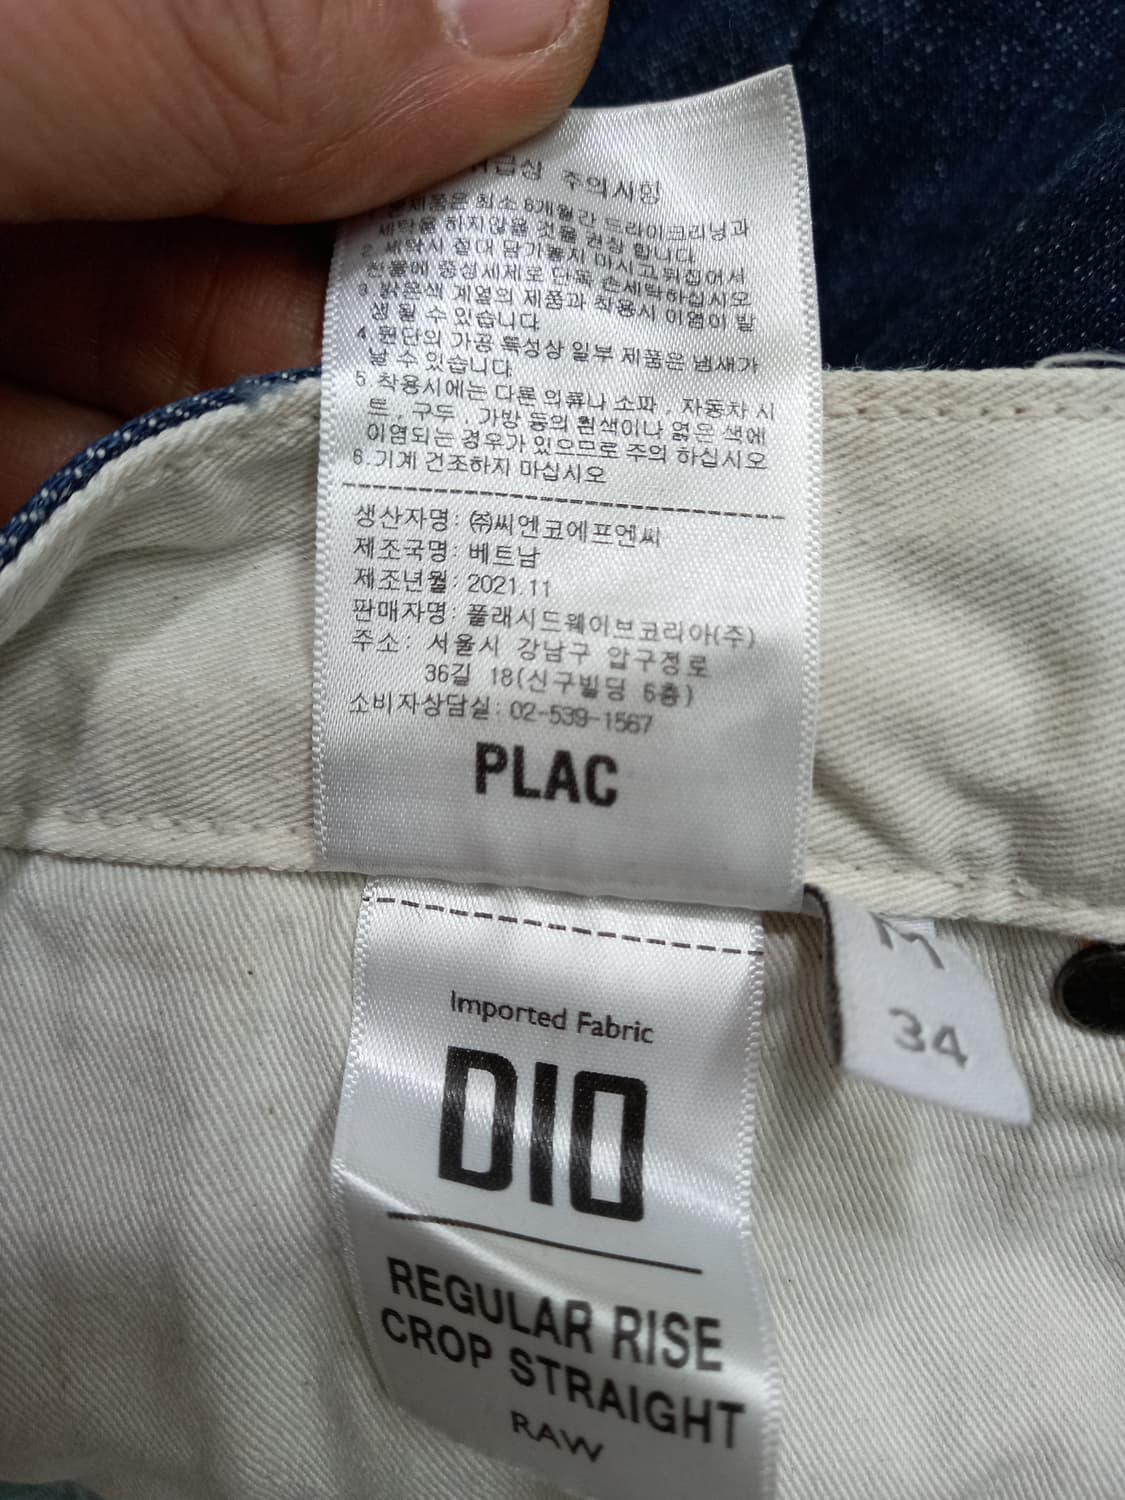 취급상 주의사항
1. 본제품은 최소 6개월간 드라이크리닝과
세탁을 하지않을 것을 권장 합니다
2. 세탁시 절대 담가놓지 마시고 뒤집어서
찬물에 중성세제로 단독 손세탁하십시오
3. 밝은색 계열의 제품과 착용시 이염이 발
생 될 수 있습니다
4. 원단의 가공 특성상 일부 제품은 냄새가
날 수 있습니다
5. 착용시에는 다른 의류나 소파, 자동차 시
트, 구두, 가방 등의 흰색이나 옅은 색에
이염되는 경우가 있으므로 주의 하십시오
6. 기계 건조하지 마십시오
생산자명: ㈜씨엔코에프엔씨
제조국명: 베트남
제조년월: 2021.11
판매자명: 플래시드웨이브코리아(주)
주소: 서울시 강남구 압구정로
36길 18(신구빌딩 6층)
소비자상담실: 02-539-1567
PLAC
M
34
Imported Fabric
DIO
REGULAR RISE
CROP STRAIGHT
RAW